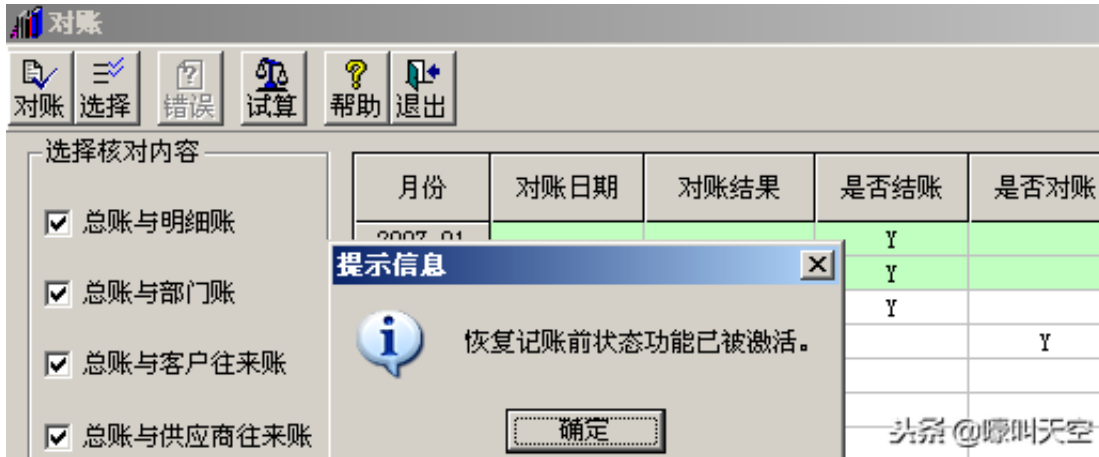 对账
对账 选择 错误 试算 帮助 退出
选择核对内容
月份 对账日期 对账结果 是否结账 是否对账
总账与明细账
2007.01 Y
提示信息
Y
总账与部门账
Y
恢复记账前状态功能已被激活。
Y
总账与客户往来账
确定
总账与供应商往来账
头条 @嚎叫天空